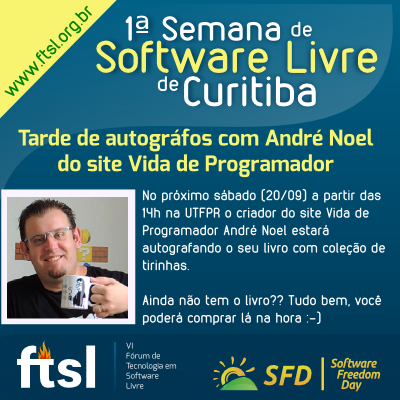 www.ftsl.org.br
1ª Semana de
Software Livre
de Curitiba
Tarde de autográfos com André Noel
do site Vida de Programador
No próximo sábado (20/09) a partir das
14h na UTFPR o criador do site Vida de
Programador André Noel estará
autografando o seu livro com coleção de
tirinhas.
Ainda não tem o livro?? Tudo bem, você
poderá comprar lá na hora :-)
ftsl
VI
Fórum de
Tecnologia em
Software
Livre
SFD
Software
Freedom
Day